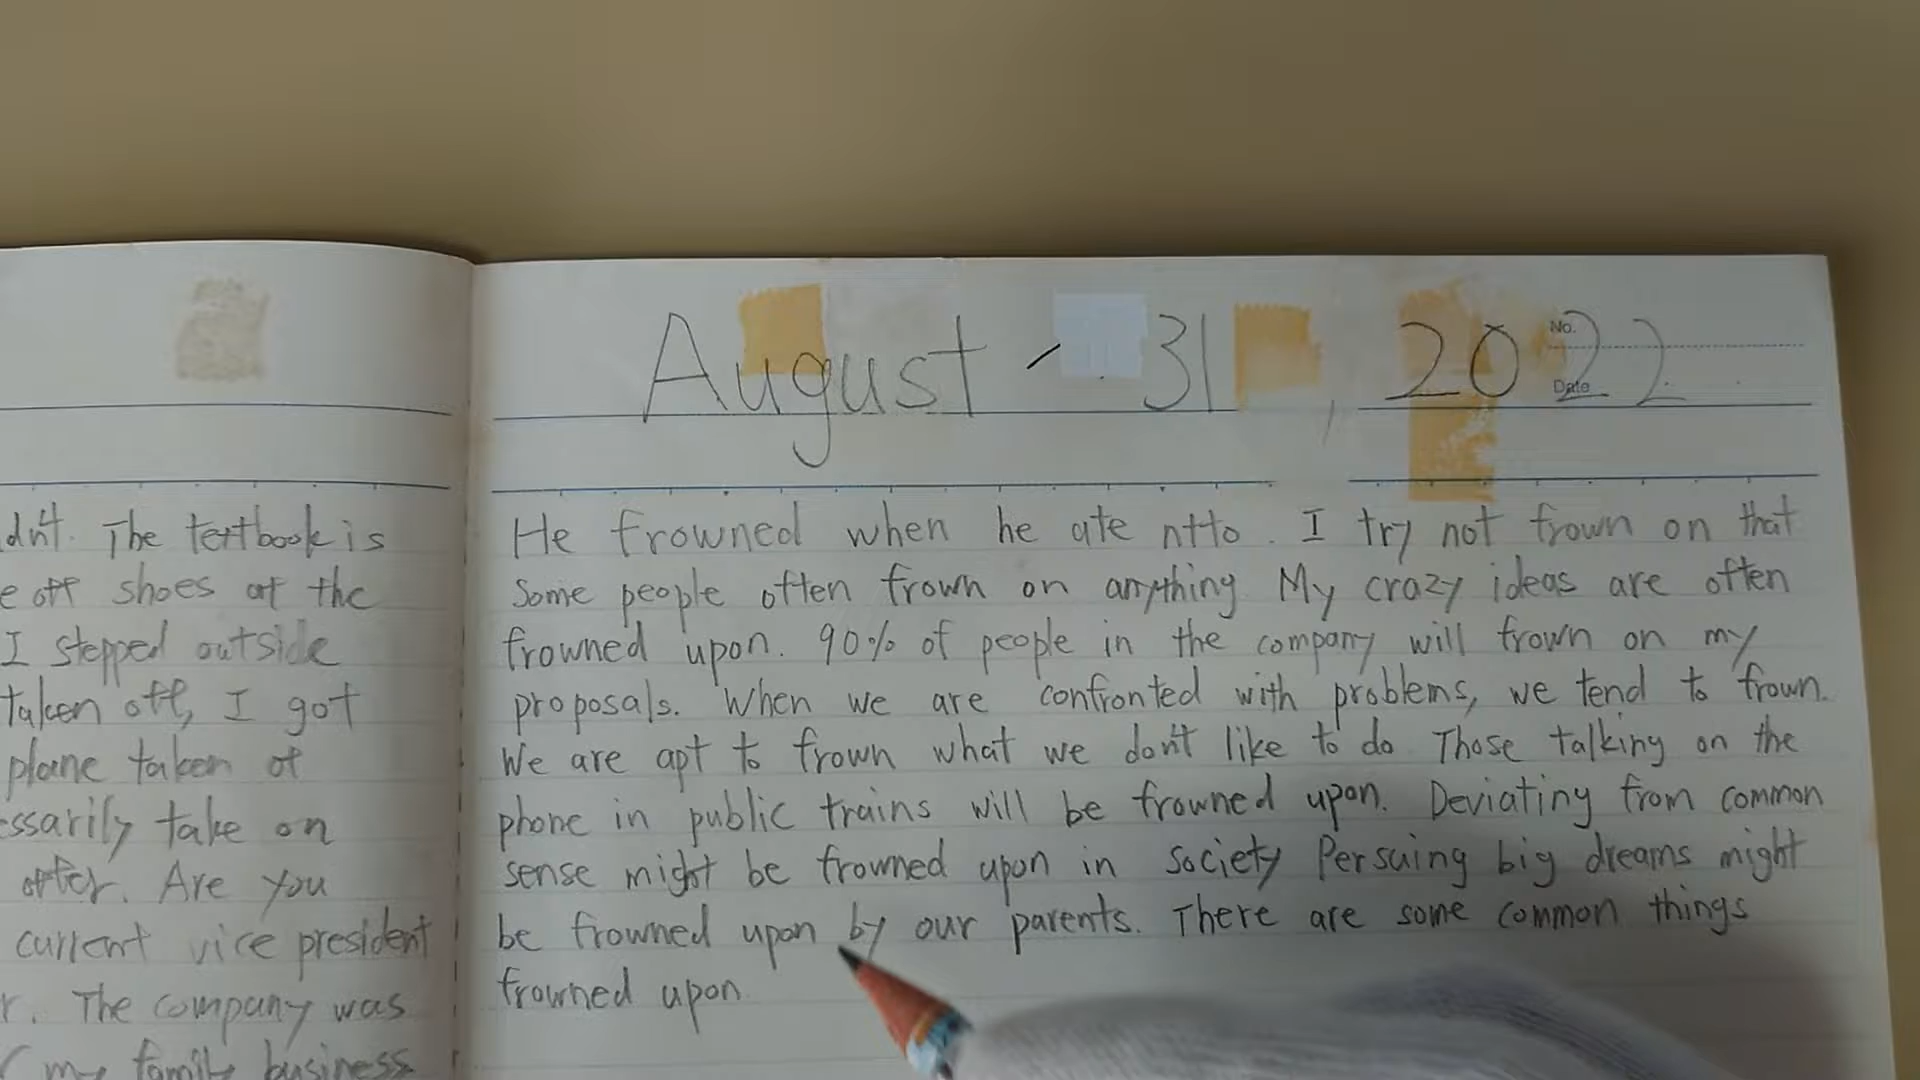 August 31, 2022
No.
Date
dn't. The textbook is
e off shoes at the
I stepped outside
taken off, I got
plane taken of
ssarily take on
after. Are you
current vice president
r. The company was
my family business
He frowned when he ate ntto. I try not frown on that
Some people often frown on anything. My crazy ideas are often
frowned upon. 90% of people in the company will frown on my
proposals. When we are confronted with problems, we tend to frown.
We are apt to frown what we don't like to do Those talking on the
phone in public trains will be frowned upon. Deviating from common
sense might be frowned upon in society Persuing big dreams might
be frowned upon by our parents. There are some common things
frowned upon